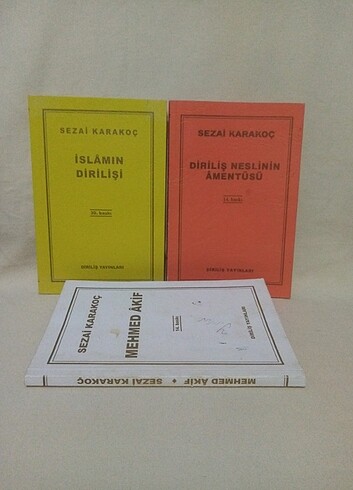 SEZAİ KARAKOÇ
İSLÂMIN
DİRİLİŞİ
DİRİLİŞ YAYINLARI
SEZAİ KARAKOÇ
DİRİLİŞ NESLİNİN
ÂMENTÜSÜ
DİRİLİŞ YAYINLARI
SEZAİ KARAKOÇ
MEHMED ÂKİF
DİRİLİŞ YAYINLARI
MEHMED ÂKİF ♦ SEZAİ KARAKOÇ